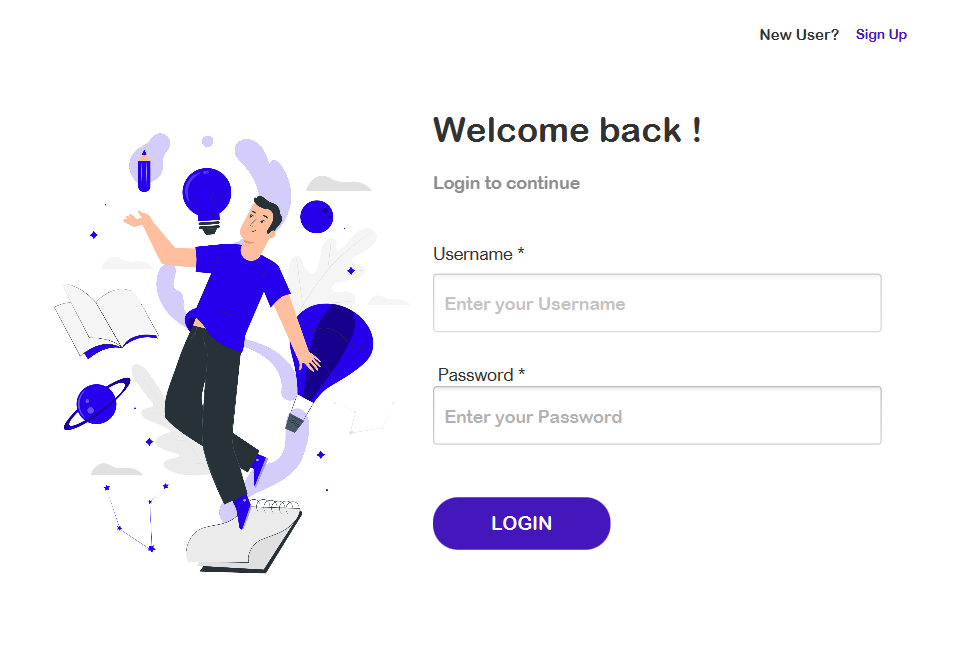 New User? Sign Up
Welcome back !
Login to continue
Username *
Enter your Username
Password *
Enter your Password
LOGIN